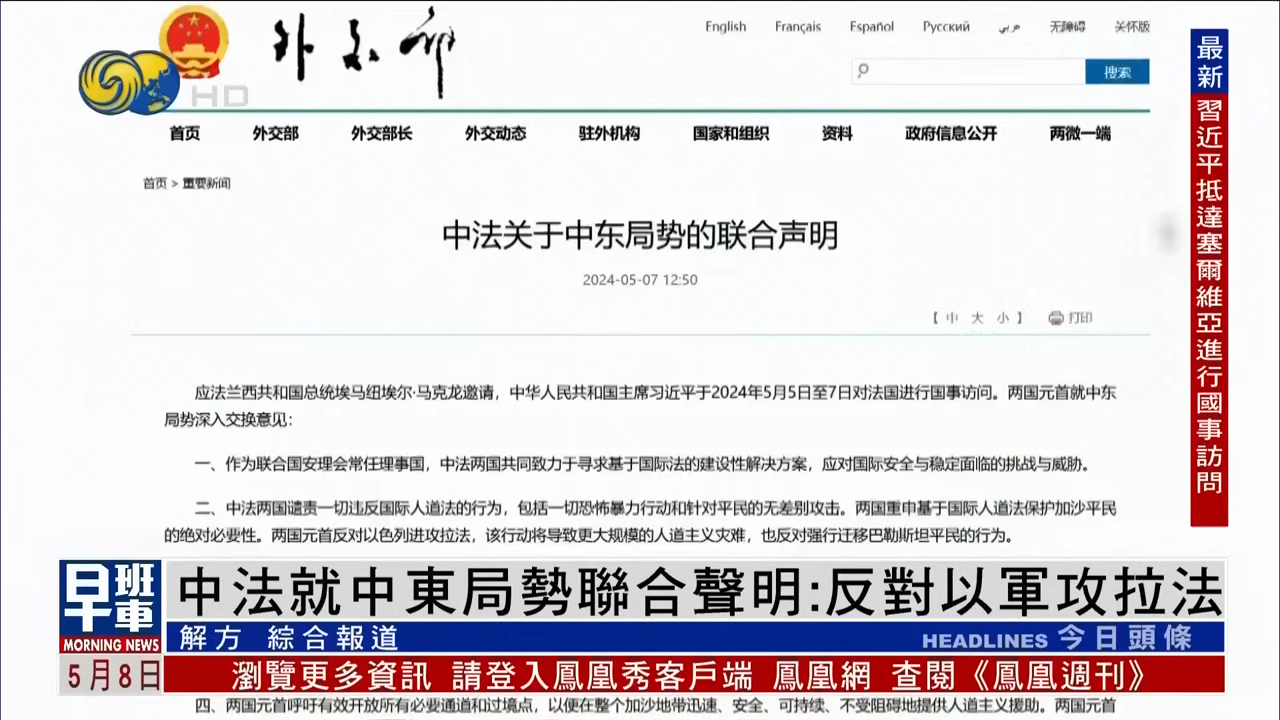 外交部
English Français Español Русский عربي 无障碍 关怀版
搜索
HD
首页 外交部 外交部长 外交动态 驻外机构 国家和组织 资料 政府信息公开 两微一端
首页 > 重要新闻
中法关于中东局势的联合声明
2024-05-07 12:50
【 中 大 小 】 打印
应法兰西共和国总统埃马纽埃尔·马克龙邀请，中华人民共和国主席习近平于2024年5月5日至7日对法国进行国事访问。两国元首就中东
局势深入交换意见：
一、作为联合国安理会常任理事国，中法两国共同致力于寻求基于国际法的建设性解决方案，应对国际安全与稳定面临的挑战与威胁。
二、中法两国谴责一切违反国际人道法的行为，包括一切恐怖暴力行动和针对平民的无差别攻击。两国重申基于国际人道法保护加沙平民
的绝对必要性。两国元首反对以色列进攻拉法，该行动将导致更大规模的人道主义灾难，也反对强行迁移巴勒斯坦平民的行为。
最新
習近平抵達塞爾維亞進行國事訪問
早班車
MORNING NEWS
中法就中東局勢聯合聲明:反對以軍攻拉法
解方 綜合報道
HEADLINES 今日頭條
5月8日
瀏覽更多資訊 請登入鳳凰秀客戶端 鳳凰網 查閱《鳳凰週刊》
四、两国元首呼吁有效开放所有必要通道和过境点，以便在整个加沙地带迅速、安全、可持续、不受阻碍地提供人道主义援助。两国元首